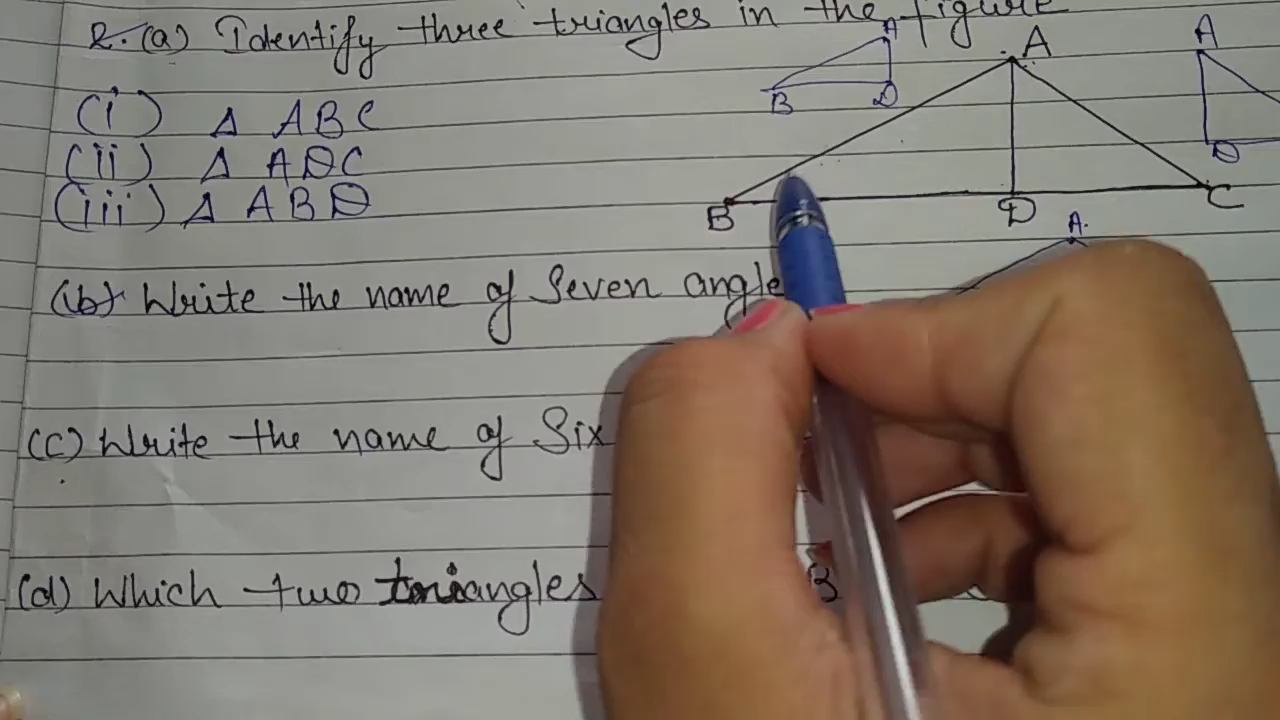 2. (a) Identify three triangles in the figure
(i) Δ ABC
(ii) Δ ADC
(iii) Δ ABD
A
B D
A
B D C
A
D
A
B
(b) Write the name of Seven angle
(c) Write the name of Six
(d) Which two triangles